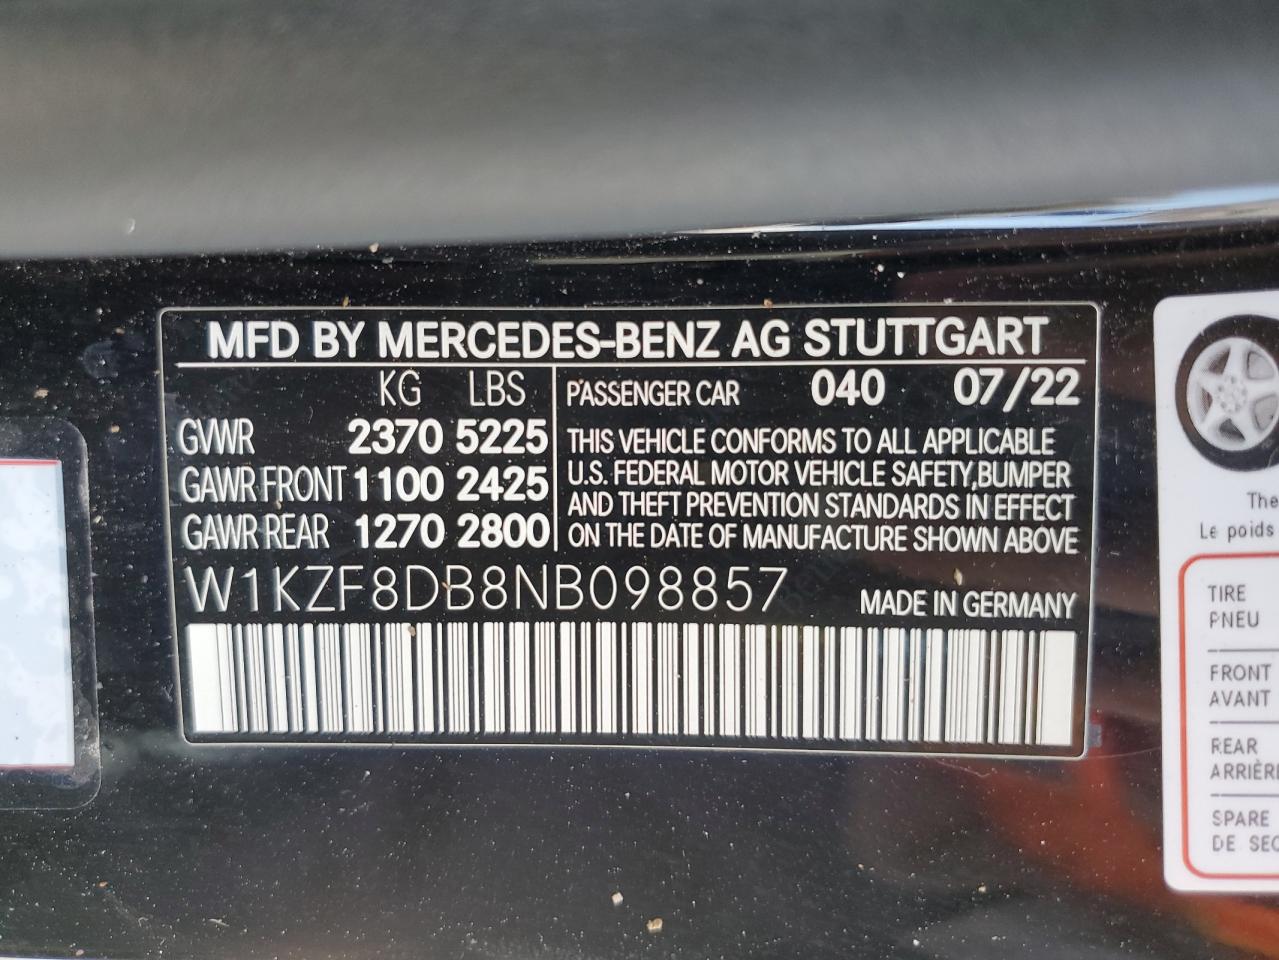 MFD BY MERCEDES-BENZ AG STUTTGART
KG LBS
GVWR 2370 5225
GAWR FRONT 1100 2425
GAWR REAR 1270 2800
PASSENGER CAR 040 07/22
THIS VEHICLE CONFORMS TO ALL APPLICABLE
U.S. FEDERAL MOTOR VEHICLE SAFETY, BUMPER
AND THEFT PREVENTION STANDARDS IN EFFECT
ON THE DATE OF MANUFACTURE SHOWN ABOVE
W1KZF8DB8NB098857
MADE IN GERMANY
The
Le poids
TIRE
PNEU
FRONT
AVANT
REAR
ARRIÈRE
SPARE
DE SEC